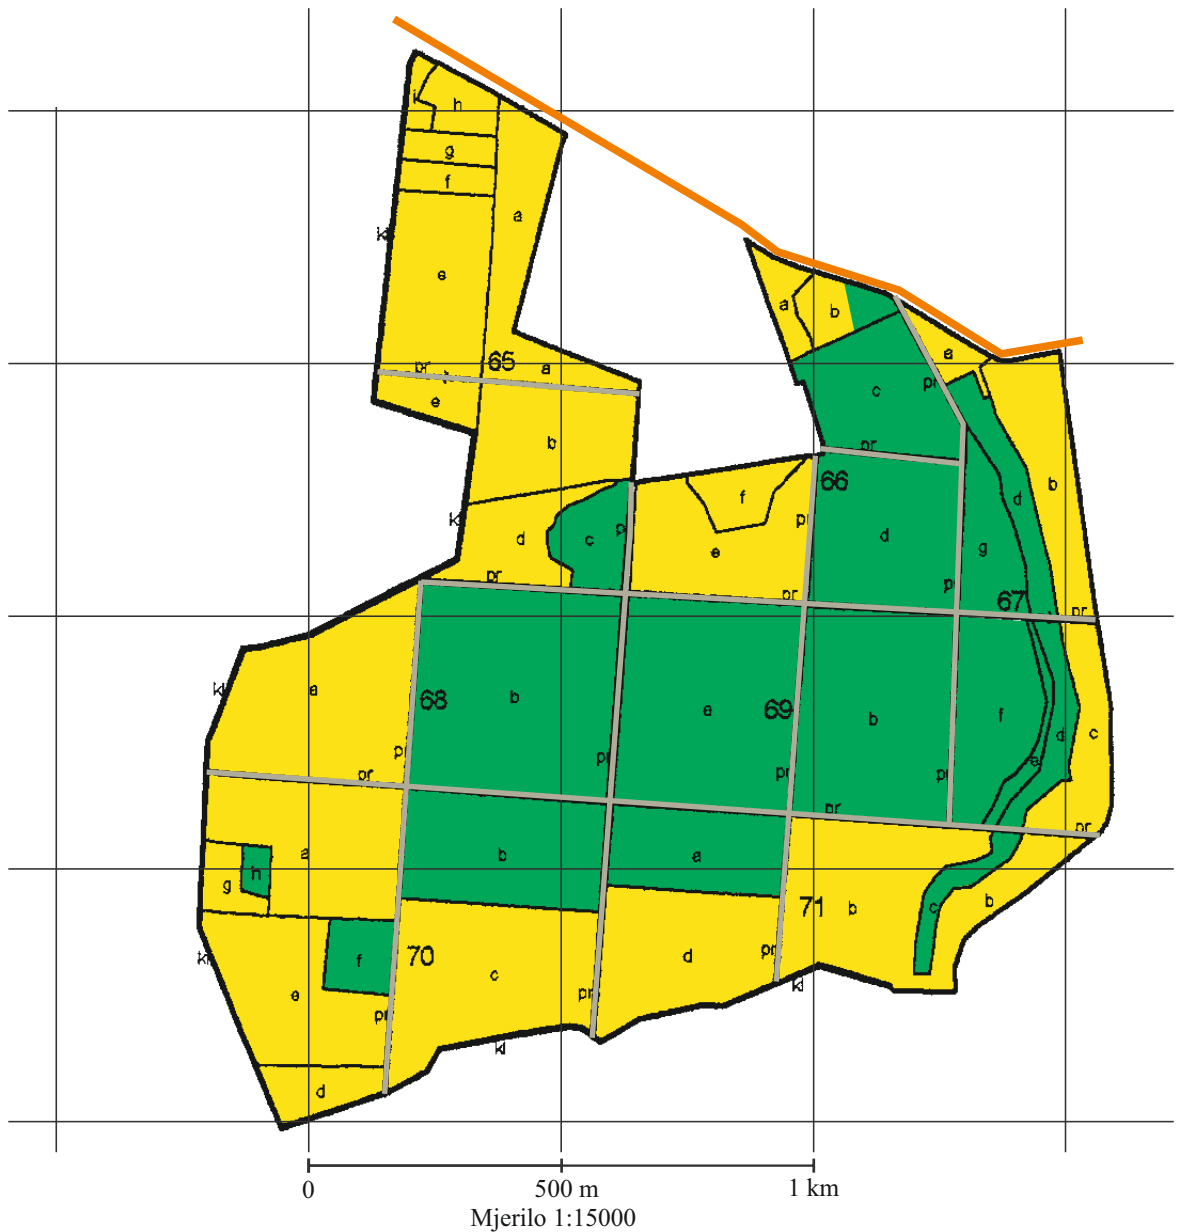 i h
g
f
a
kl
e
a b
65 a
pr
a
pr
e
c
b
pr
66
b
f
kl pr
d
d c p e d g
pr pr pr
67 pr
kl a
68 b a 69 b f c
d
pr pr e
pr pr pr
pr
pr
a b a
h
g
71 b c b
70
f pr
kl d
c
kl
e pr
pr
kl
d
0 500 m 1 km
Mjerilo 1:15000